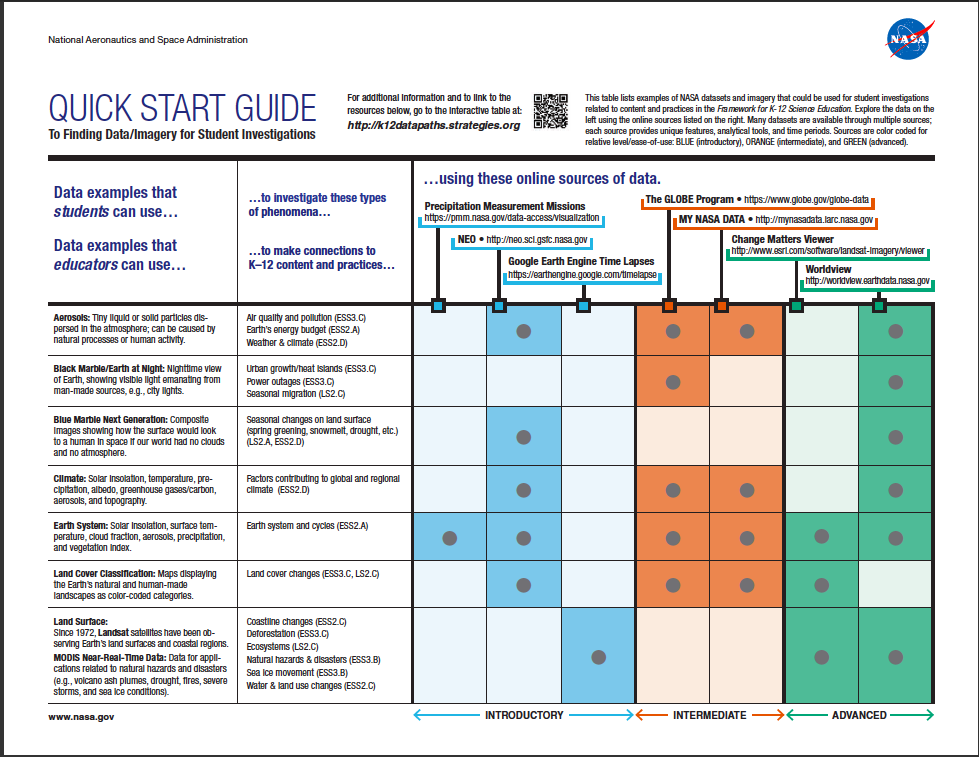 National Aeronautics and Space Administration
NASA
QUICK START GUIDE
To Finding Data/Imagery for Student Investigations
For additional information and to link to the
resources below, go to the interactive table at:
http://k12datapaths.strategies.org
This table lists examples of NASA datasets and imagery that could be used for student investigations
related to content and practices in the Framework for K-12 Science Education. Explore the data on the
left using the online sources listed on the right. Many datasets are available through multiple sources;
each source provides unique features, analytical tools, and time periods. Sources are color coded for
relative level/ease-of-use: BLUE (introductory), ORANGE (intermediate), and GREEN (advanced).
Data examples that
students can use…
Data examples that
educators can use…
…to investigate these types
of phenomena…
…to make connections to
K–12 content and practices…
…using these online sources of data.
Precipitation Measurement Missions
https://pmm.nasa.gov/data-access/visualization
NEO • http://neo.sci.gsfc.nasa.gov
Google Earth Engine Time Lapses
https://earthengine.google.com/timelapse
The GLOBE Program • https://www.globe.gov/globe-data
MY NASA DATA • http://mynasadata.larc.nasa.gov
Change Matters Viewer
http://www.esri.com/software/landsat-imagery/viewer
Worldview
http://worldview.earthdata.nasa.gov
Aerosols: Tiny liquid or solid particles dis-
persed in the atmosphere; can be caused by
natural processes or human activity.
Air quality and pollution (ESS3.C)
Earth's energy budget (ESS2.A)
Weather & climate (ESS2.D)
Black Marble/Earth at Night: Nighttime view
of Earth, showing visible light emanating from
man-made sources, e.g., city lights.
Urban growth/heat islands (ESS3.C)
Power outages (ESS3.C)
Seasonal migration (LS2.C)
Blue Marble Next Generation: Composite
images showing how the surface would look
to a human in space if our world had no clouds
and no atmosphere.
Seasonal changes on land surface
(spring greening, snowmelt, drought, etc.)
(LS2.A, ESS2.D)
Climate: Solar insolation, temperature, pre-
cipitation, albedo, greenhouse gases/carbon,
aerosols, and topography.
Factors contributing to global and regional
climate (ESS2.D)
Earth System: Solar insolation, surface tem-
perature, cloud fraction, aerosols, precipitation,
and vegetation index.
Earth system and cycles (ESS2.A)
Land Cover Classification: Maps displaying
the Earth's natural and human-made
landscapes as color-coded categories.
Land cover changes (ESS3.C, LS2.C)
Land Surface:
Since 1972, Landsat satellites have been ob-
serving Earth's land surfaces and coastal regions.
MODIS Near-Real-Time Data: Data for appli-
cations related to natural hazards and disasters
(e.g., volcano ash plumes, drought, fires, severe
storms, and sea ice conditions).
Coastline changes (ESS2.C)
Deforestation (ESS3.C)
Ecosystems (LS2.C)
Natural hazards & disasters (ESS3.B)
Sea ice movement (ESS3.B)
Water & land use changes (ESS2.C)
www.nasa.gov
INTRODUCTORY
INTERMEDIATE
ADVANCED